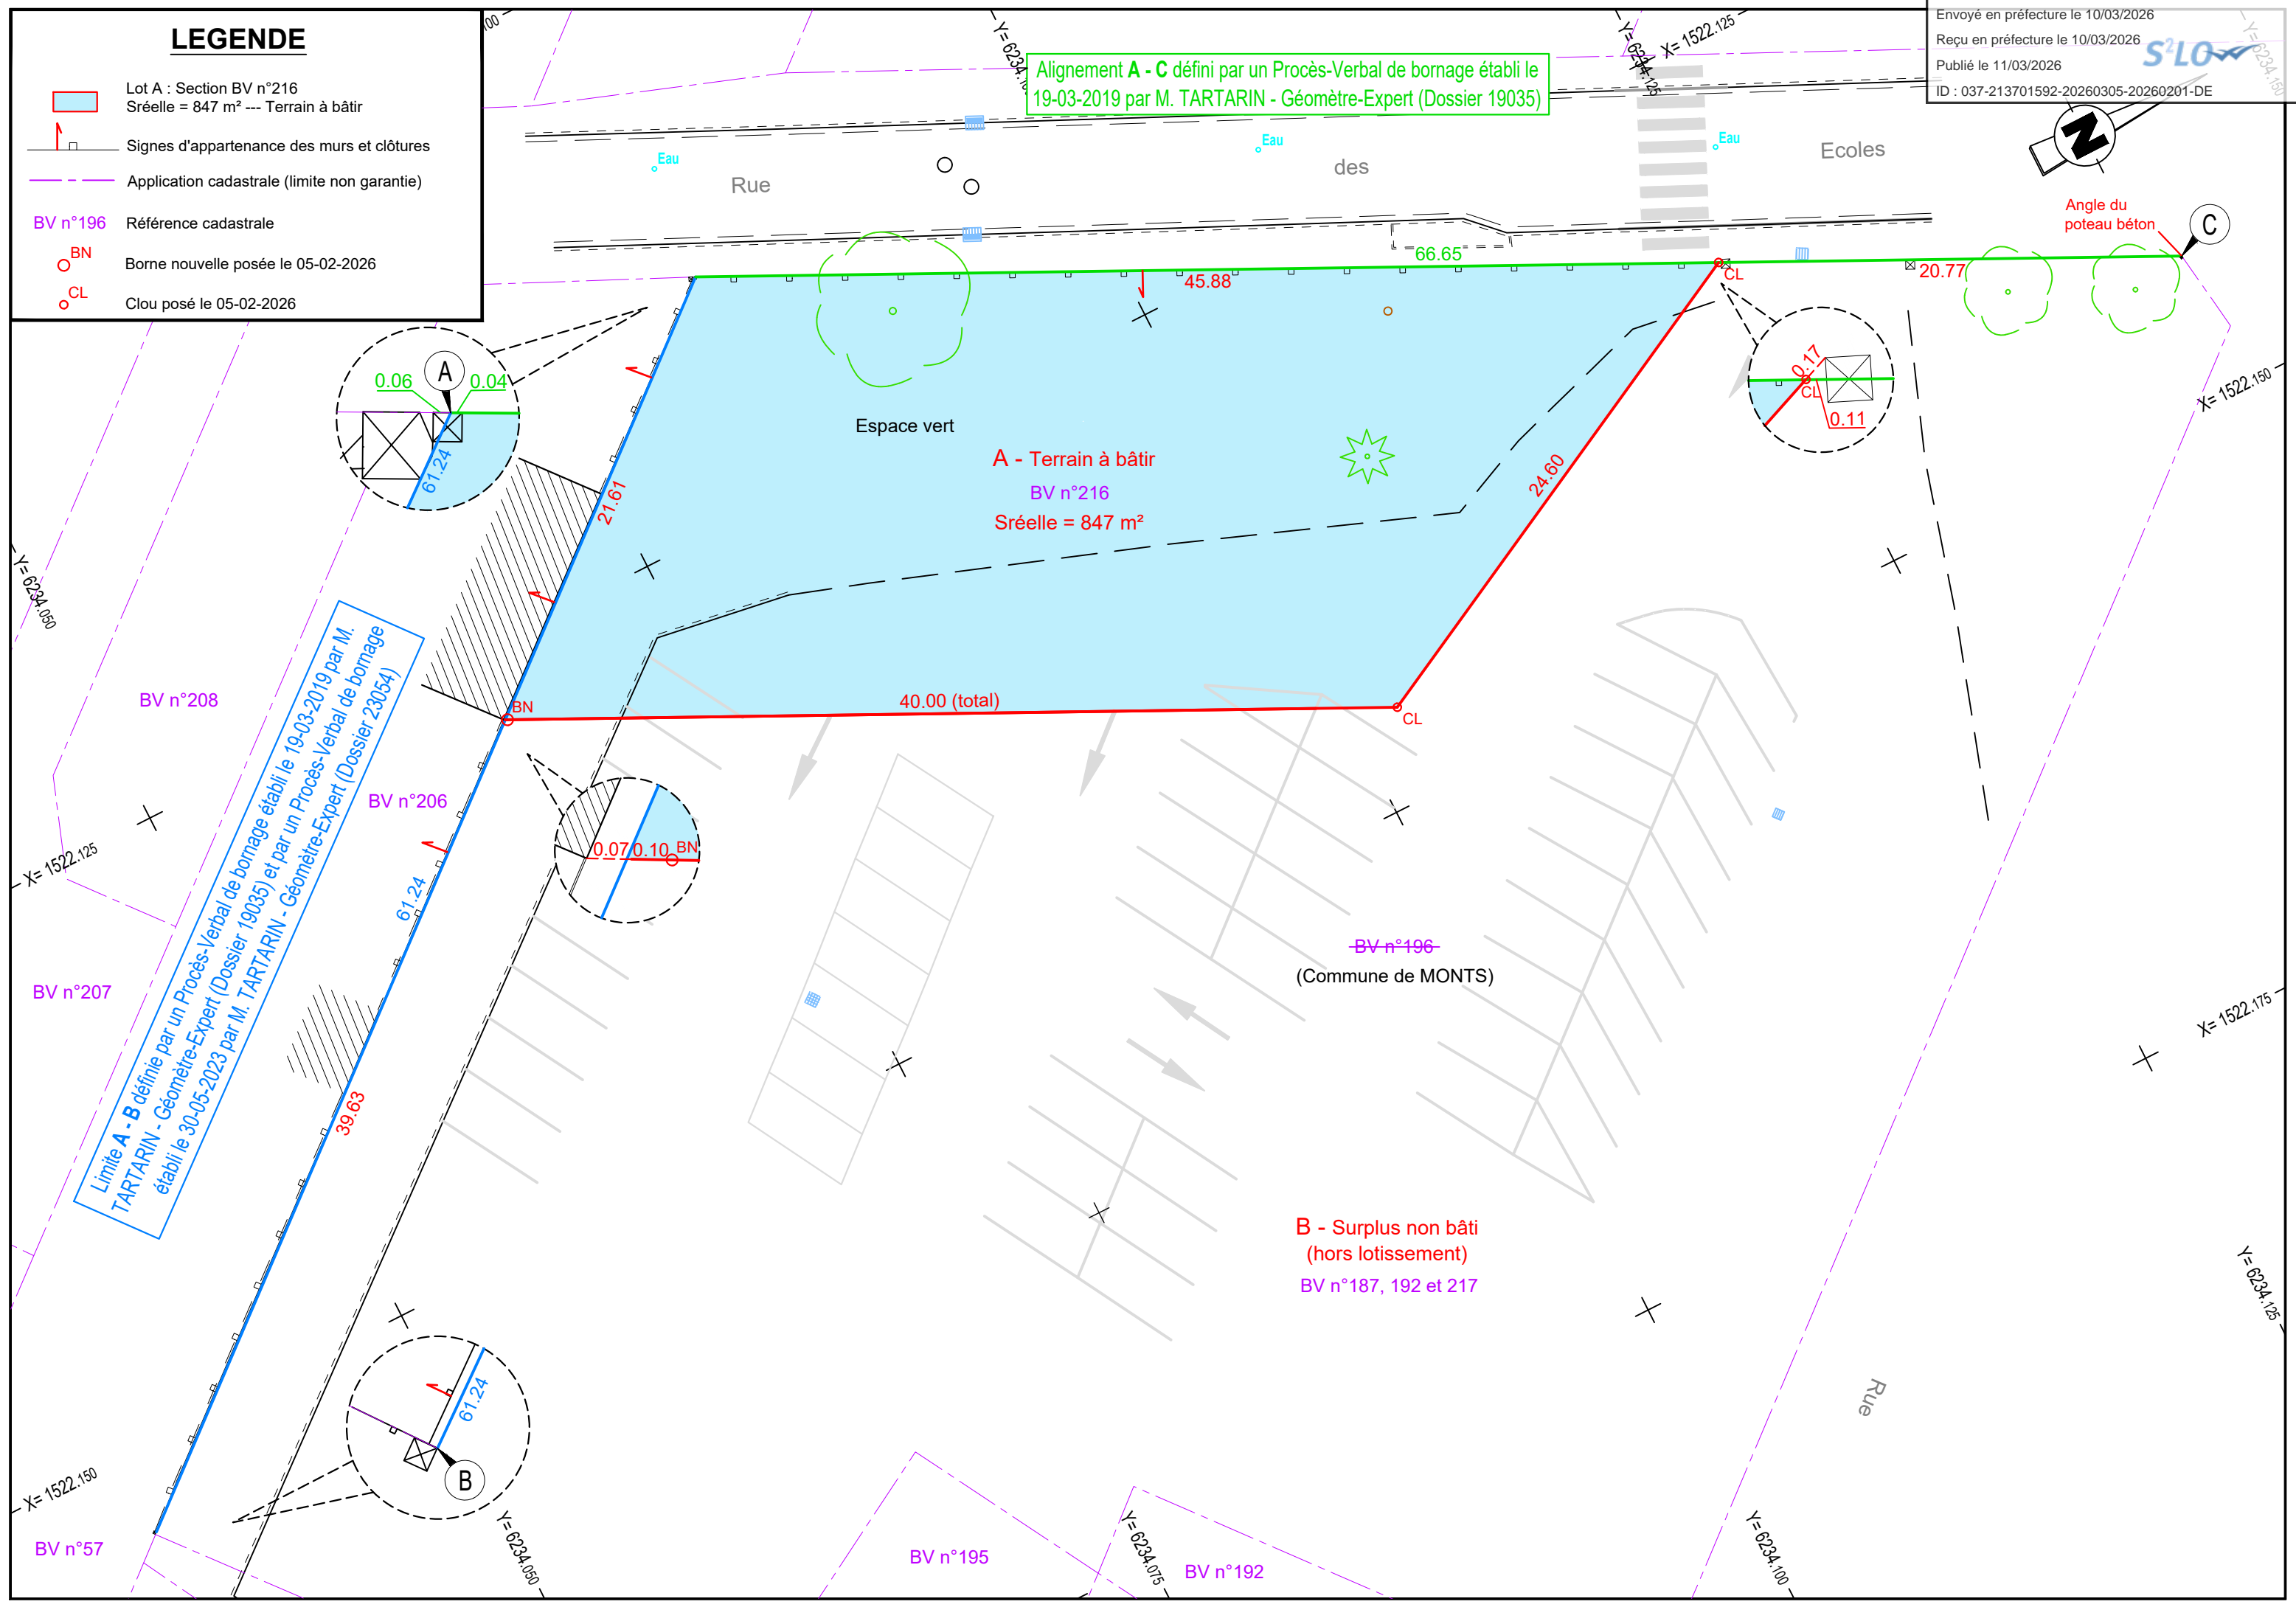 LEGENDE
Lot A : Section BV n°216
Sréelle = 847 m² --- Terrain à bâtir
Signes d'appartenance des murs et clôtures
Application cadastrale (limite non garantie)
BV n°196 Référence cadastrale
BN
Borne nouvelle posée le 05-02-2026
CL
Clou posé le 05-02-2026
Envoyé en préfecture le 10/03/2026
Reçu en préfecture le 10/03/2026
Publié le 11/03/2026
ID : 037-213701592-20260305-20260201-DE
S²LO
Alignement A - C défini par un Procès-Verbal de bornage établi le
19-03-2019 par M. TARTARIN - Géomètre-Expert (Dossier 19035)
X= 1522.125
Y= 6234.125
Y= 6234.150
N
Eau
Eau
Eau
Rue
des
Ecoles
Angle du
poteau béton
C
66.65
45.88
CL
20.77
A
0.06
0.04
61.24
0.17
CL
0.11
X= 1522.150
Espace vert
A - Terrain à bâtir
BV n°216
Sréelle = 847 m²
21.61
24.60
Y= 6234.050
BN
40.00 (total)
CL
BV n°208
BV n°206
0.07
0.10
BN
X= 1522.125
61.24
Limite A - B définie par un Procès-Verbal de bornage établi le 19-03-2019 par M.
TARTARIN - Géomètre-Expert (Dossier 19035) et par un Procès-Verbal de bornage
établi le 30-05-2023 par M. TARTARIN - Géomètre-Expert (Dossier 23054)
BV n°207
BV n°196
(Commune de MONTS)
X= 1522.175
39.63
B - Surplus non bâti
(hors lotissement)
BV n°187, 192 et 217
Y= 6234.125
Rue
61.24
B
X= 1522.150
BV n°57
Y= 6234.050
BV n°195
Y= 6234.075
BV n°192
Y= 6234.100